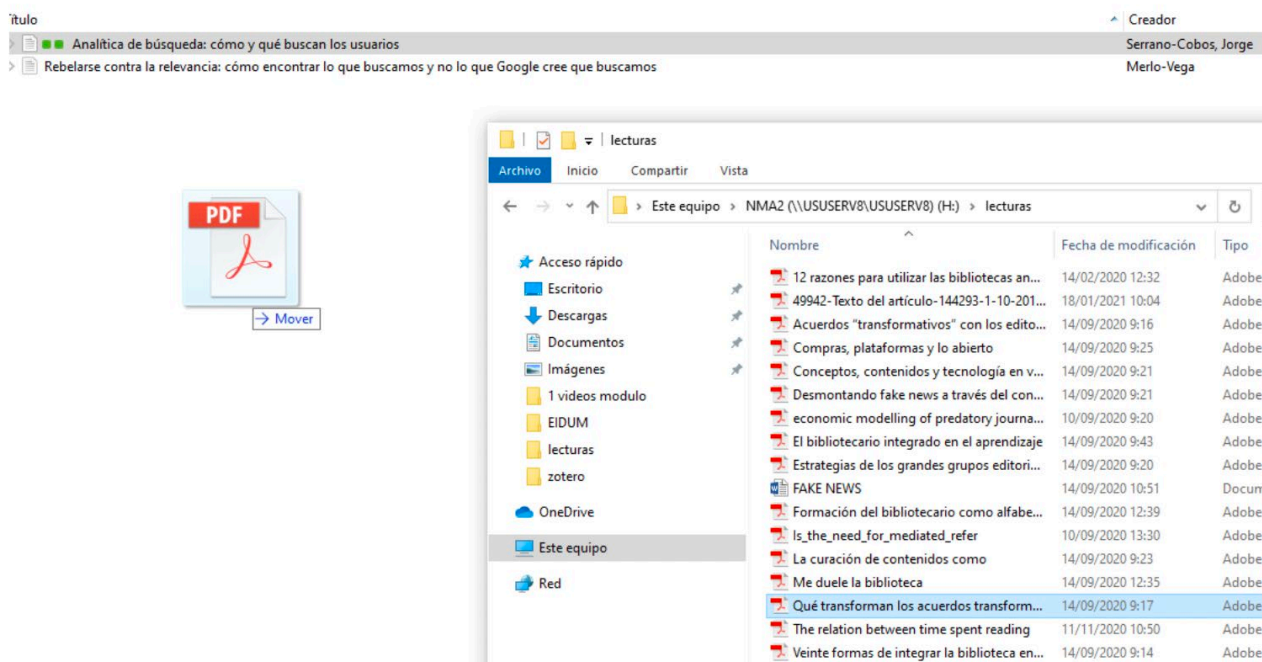 ítulo Creador
Analítica de búsqueda: cómo y qué buscan los usuarios Serrano-Cobos, Jorge
Rebelarse contra la relevancia: cómo encontrar lo que buscamos y no lo que Google cree que buscamos Merlo-Vega
lecturas
Archivo Inicio Compartir Vista
Este equipo > NMA2 (\\USUSERV8\USUSERV8) (H:) > lecturas
PDF
Mover
Acceso rápido
Escritorio
Descargas
Documentos
Imágenes
1 videos modulo
EIDUM
lecturas
zotero
OneDrive
Este equipo
Red
Nombre Fecha de modificación Tipo
12 razones para utilizar las bibliotecas an... 14/02/2020 12:32 Adobe
49942-Texto del artículo-144293-1-10-201... 18/01/2021 10:04 Adobe
Acuerdos "transformativos" con los edito... 14/09/2020 9:16 Adobe
Compras, plataformas y lo abierto 14/09/2020 9:25 Adobe
Conceptos, contenidos y tecnología en v... 14/09/2020 9:21 Adobe
Desmontando fake news a través del con... 14/09/2020 9:21 Adobe
economic modelling of predatory journa... 10/09/2020 9:20 Adobe
El bibliotecario integrado en el aprendizaje 14/09/2020 9:43 Adobe
Estrategias de los grandes grupos editori... 14/09/2020 9:20 Adobe
FAKE NEWS 14/09/2020 10:51 Docum
Formación del bibliotecario como alfabe... 14/09/2020 12:39 Adobe
Is_the_need_for_mediated_refer 10/09/2020 13:30 Adobe
La curación de contenidos como 14/09/2020 9:23 Adobe
Me duele la biblioteca 14/09/2020 12:35 Adobe
Qué transforman los acuerdos transform... 14/09/2020 9:17 Adobe
The relation between time spent reading 11/11/2020 10:50 Adobe
Veinte formas de integrar la biblioteca en... 14/09/2020 9:14 Adobe